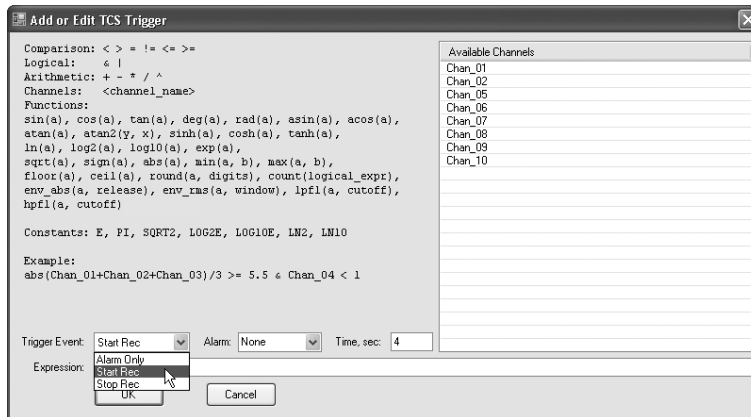 Add or Edit TCS Trigger
Comparison: < > = != <= >=
Logical: & |
Arithmetic: + - * / ^
Channels: <channel_name>
Functions:
sin(a), cos(a), tan(a), deg(a), rad(a), asin(a), acos(a),
atan(a), atan2(y, x), sinh(a), cosh(a), tanh(a),
ln(a), log2(a), log10(a), exp(a),
sqrt(a), sign(a), abs(a), min(a, b), max(a, b),
floor(a), ceil(a), round(a, digits), count(logical_expr),
env_abs(a, release), env_rms(a, window), lpf1(a, cutoff),
hpf1(a, cutoff)
Constants: E, PI, SQRT2, LOG2E, LOG10E, LN2, LN10
Example:
abs(Chan_01+Chan_02+Chan_03)/3 >= 5.5 & Chan_04 < 1
Available Channels
Chan_01
Chan_02
Chan_05
Chan_06
Chan_07
Chan_08
Chan_09
Chan_10
Trigger Event: Start Rec Alarm: None Time, sec: 4
Alarm Only
Start Rec
Stop Rec
Expression:
OK Cancel